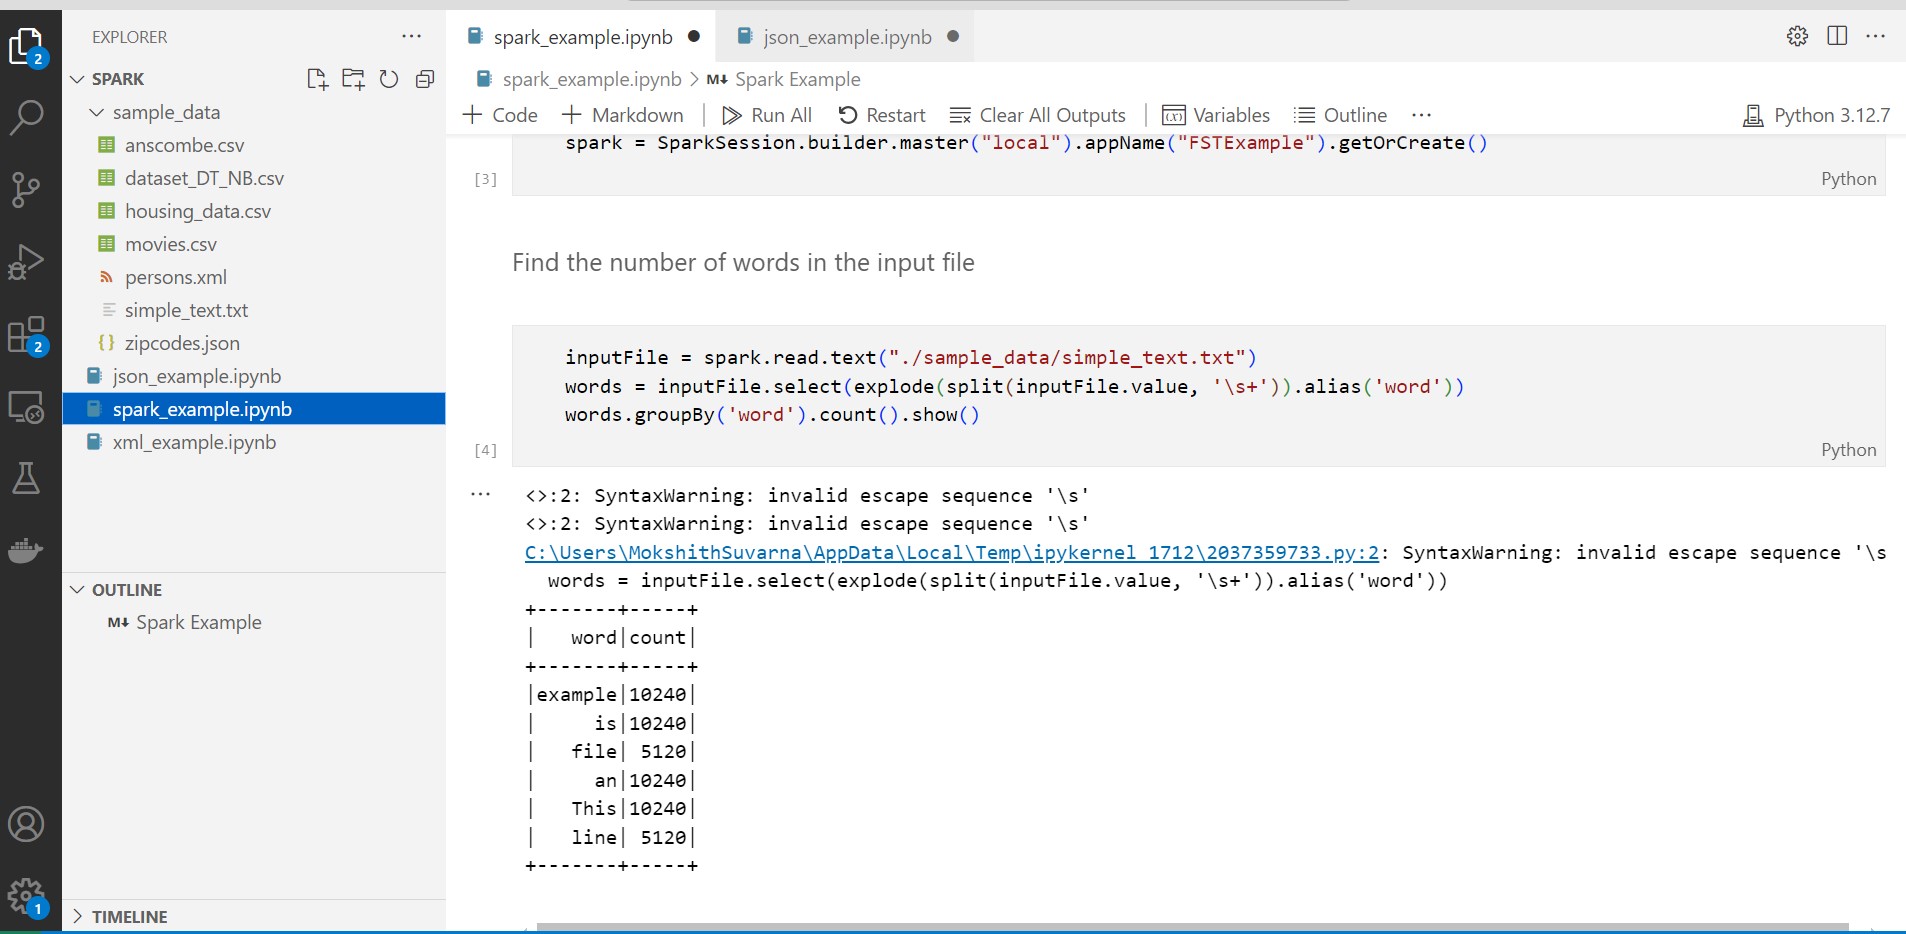 EXPLORER
···
SPARK
sample_data
anscombe.csv
dataset_DT_NB.csv
housing_data.csv
movies.csv
persons.xml
simple_text.txt
{} zipcodes.json
json_example.ipynb
spark_example.ipynb
xml_example.ipynb
OUTLINE
M↓ Spark Example
TIMELINE
2
2
1
spark_example.ipynb ●
json_example.ipynb ●
···
spark_example.ipynb > M↓ Spark Example
+ Code + Markdown | Run All Restart Clear All Outputs | Variables Outline ···
Python 3.12.7
spark = SparkSession.builder.master("local").appName("FSTExample").getOrCreate()
[3]
Python
Find the number of words in the input file
inputFile = spark.read.text("./sample_data/simple_text.txt")
words = inputFile.select(explode(split(inputFile.value, '\s+')).alias('word'))
words.groupBy('word').count().show()
[4]
Python
···
<>:2: SyntaxWarning: invalid escape sequence '\s'
<>:2: SyntaxWarning: invalid escape sequence '\s'
C:\Users\MokshithSuvarna\AppData\Local\Temp\ipykernel_1712\2037359733.py:2: SyntaxWarning: invalid escape sequence '\s
words = inputFile.select(explode(split(inputFile.value, '\s+')).alias('word'))
+-------+-----+
|   word|count|
+-------+-----+
|example|10240|
|     is|10240|
|   file| 5120|
|     an|10240|
|   This|10240|
|   line| 5120|
+-------+-----+